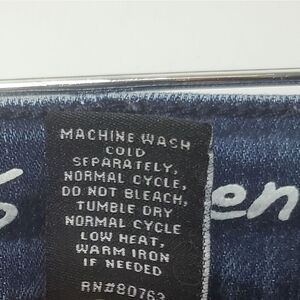 MACHINE WASH
COLD
SEPARATELY,
NORMAL CYCLE,
DO NOT BLEACH,
TUMBLE DRY
NORMAL CYCLE
LOW HEAT,
WARM IRON
IF NEEDED
RN#80763
en